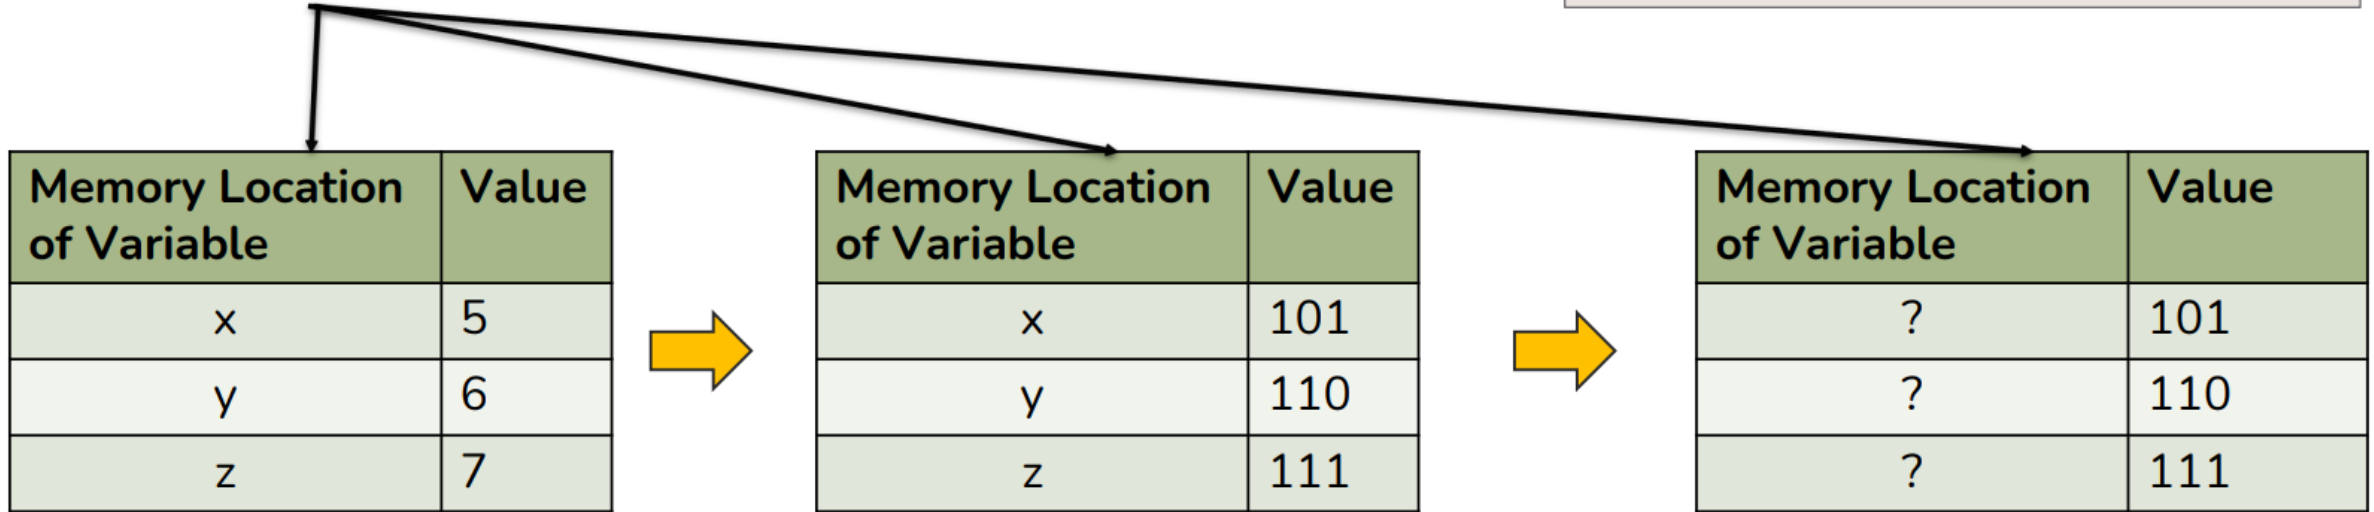 Memory Location Value
of Variable
x 5
y 6
z 7
Memory Location Value
of Variable
x 101
y 110
z 111
Memory Location Value
of Variable
? 101
? 110
? 111